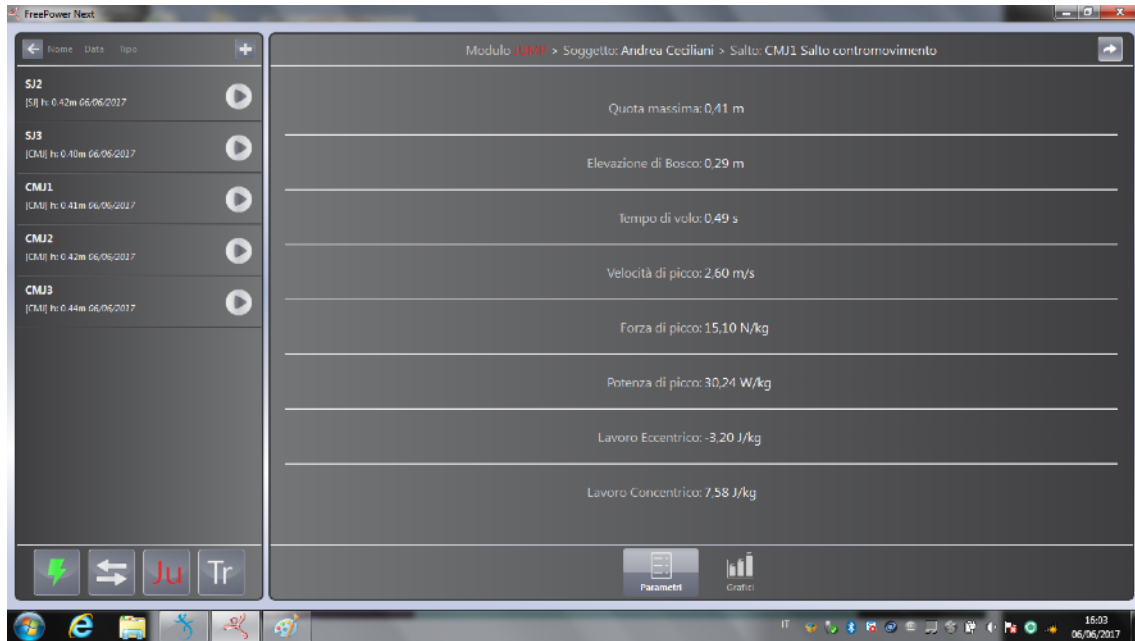 FreePower Next
Nome Data Tipo
SJ2
[SJ] h: 0.42m 06/06/2017
SJ3
[CMJ] h: 0.40m 06/06/2017
CMJ1
[CMJ] h: 0.41m 06/06/2017
CMJ2
[CMJ] h: 0.42m 06/06/2017
CMJ3
[CMJ] h: 0.44m 06/06/2017
Ju Tr
Modulo JUMP > Soggetto: Andrea Ceciliani > Salto: CMJ1 Salto contromovimento
Quota massima: 0,41 m
Elevazione di Bosco: 0,29 m
Tempo di volo: 0,49 s
Velocità di picco: 2,60 m/s
Forza di picco: 15,10 N/kg
Potenza di picco: 30,24 W/kg
Lavoro Eccentrico: -3,20 J/kg
Lavoro Concentrico: 7,58 J/kg
Parametri Grafici
IT
16:03
06/06/2017